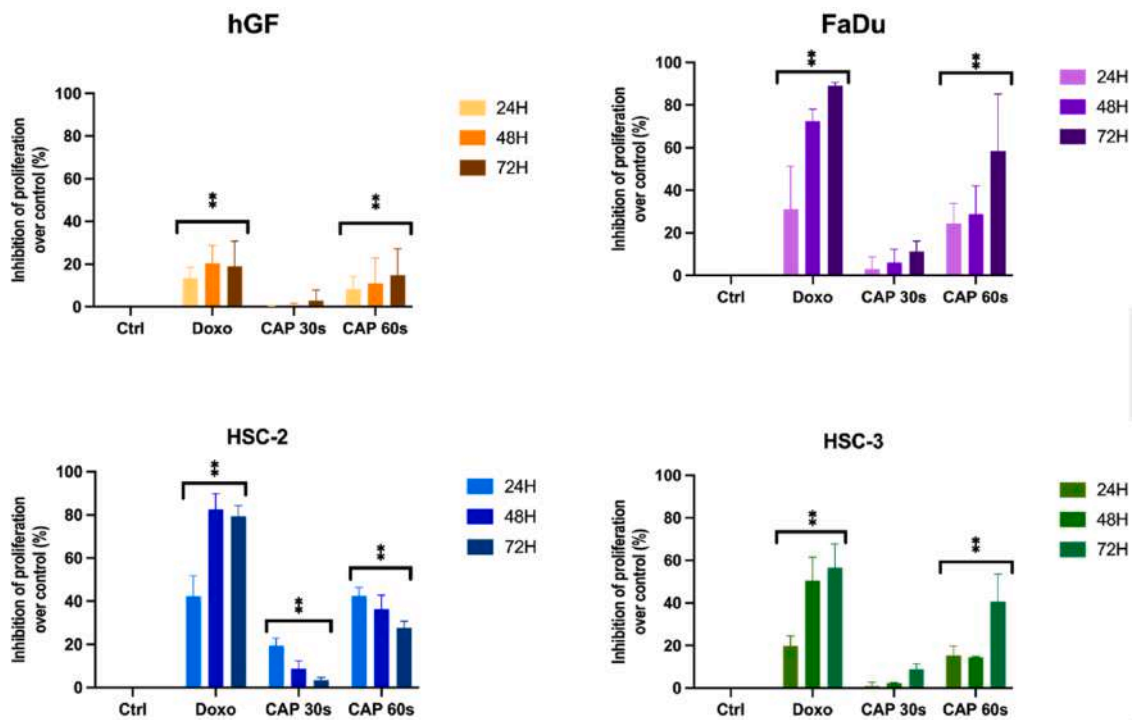 hGF
Inhibition of proliferation
over control (%)
100
80
60
40
20
0
**
**
24H
48H
72H
Ctrl
Doxo
CAP 30s
CAP 60s
FaDu
Inhibition of proliferation
over control (%)
100
80
60
40
20
0
**
**
24H
48H
72H
Ctrl
Doxo
CAP 30s
CAP 60s
HSC-2
Inhibition of proliferation
over control (%)
100
80
60
40
20
0
**
**
**
24H
48H
72H
Ctrl
Doxo
CAP 30s
CAP 60s
HSC-3
Inhibition of proliferation
over control (%)
100
80
60
40
20
0
**
**
24H
48H
72H
Ctrl
Doxo
CAP 30s
CAP 60s